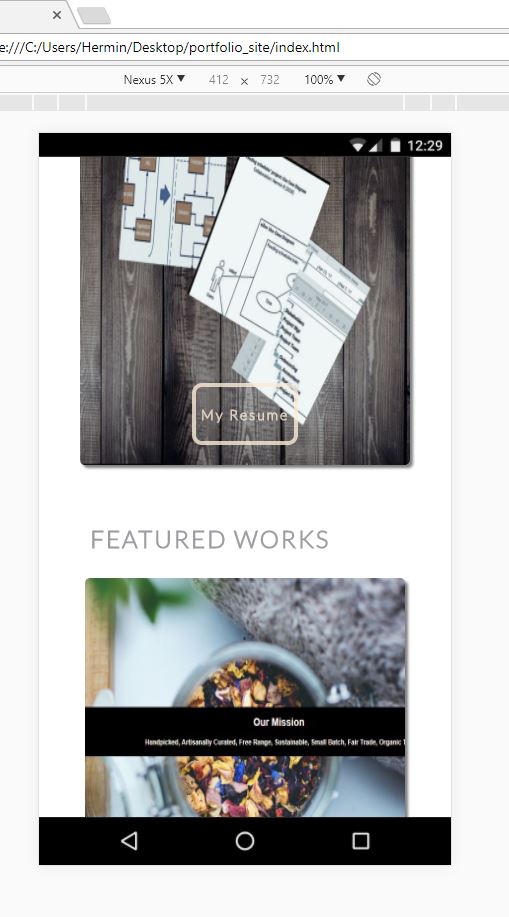 e:///C:/Users/Hermin/Desktop/portfolio_site/index.html
Nexus 5X ▼ 412 × 732 100% ▼
12:29
My Resume
FEATURED WORKS
Our Mission
Handpicked, Artisanally Curated, Free Range, Sustainable, Small Batch, Fair Trade, Organic T